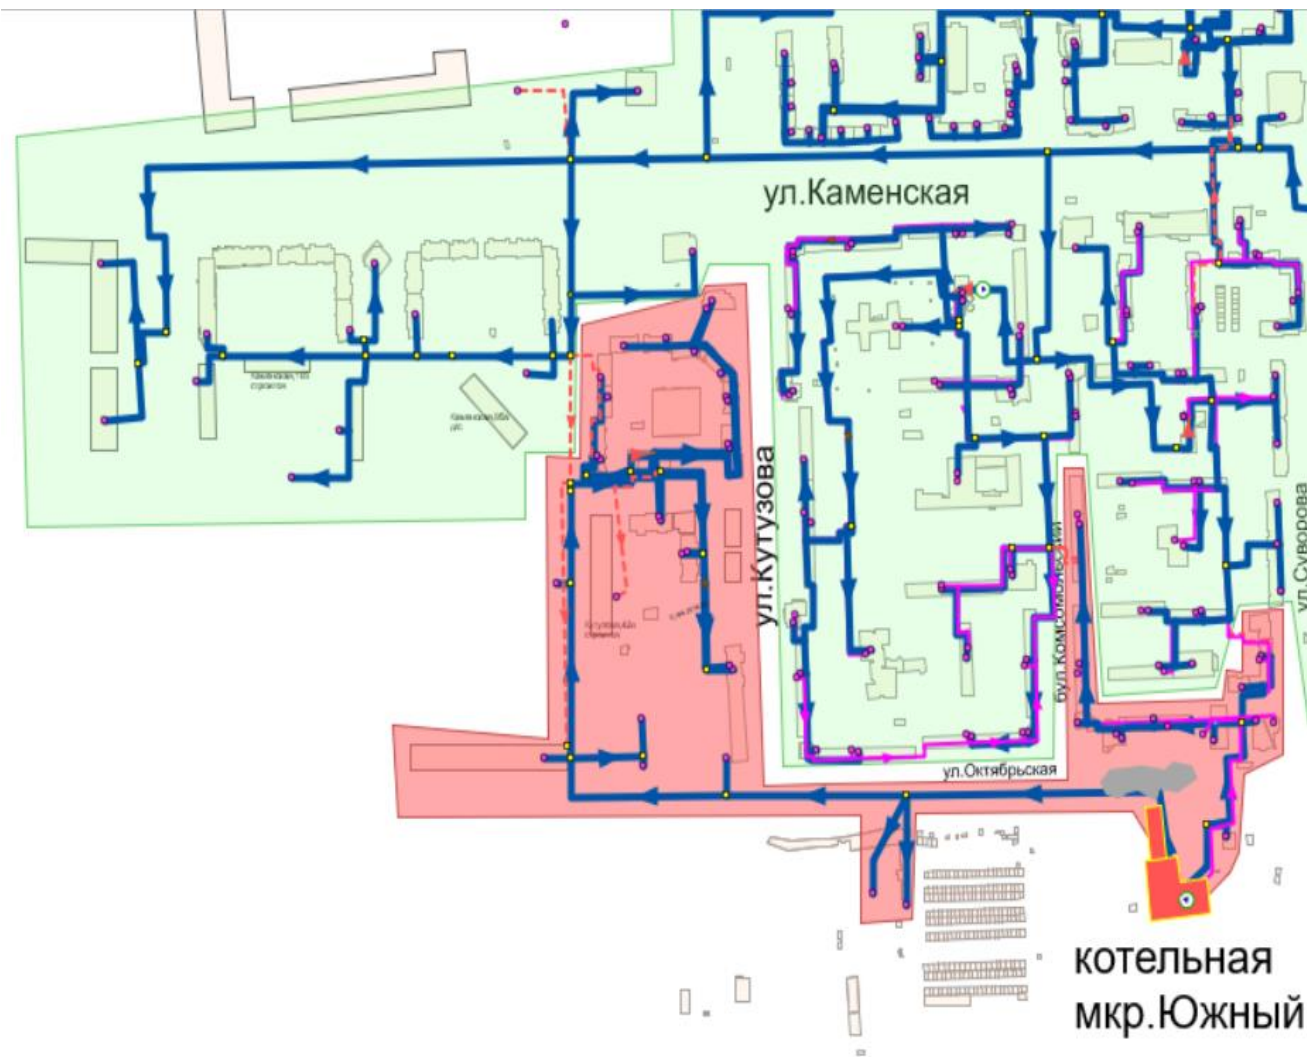 ул.Каменская
ул.Кутузова
бул.Комсомольский
ул.Суворова
ул.Октябрьская
котельная
мкр.Южный